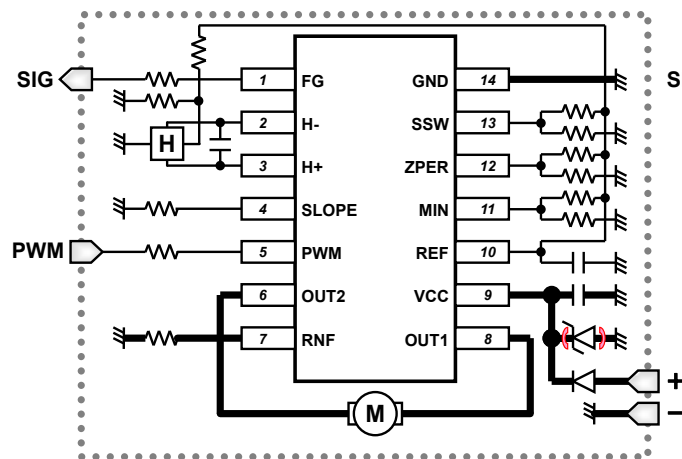 SIG
1 FG
GND 14
S
2 H-
SSW 13
H
3 H+
ZPER 12
4 SLOPE
MIN 11
PWM
5 PWM
REF 10
6 OUT2
VCC 9
7 RNF
OUT1 8
+
M
−